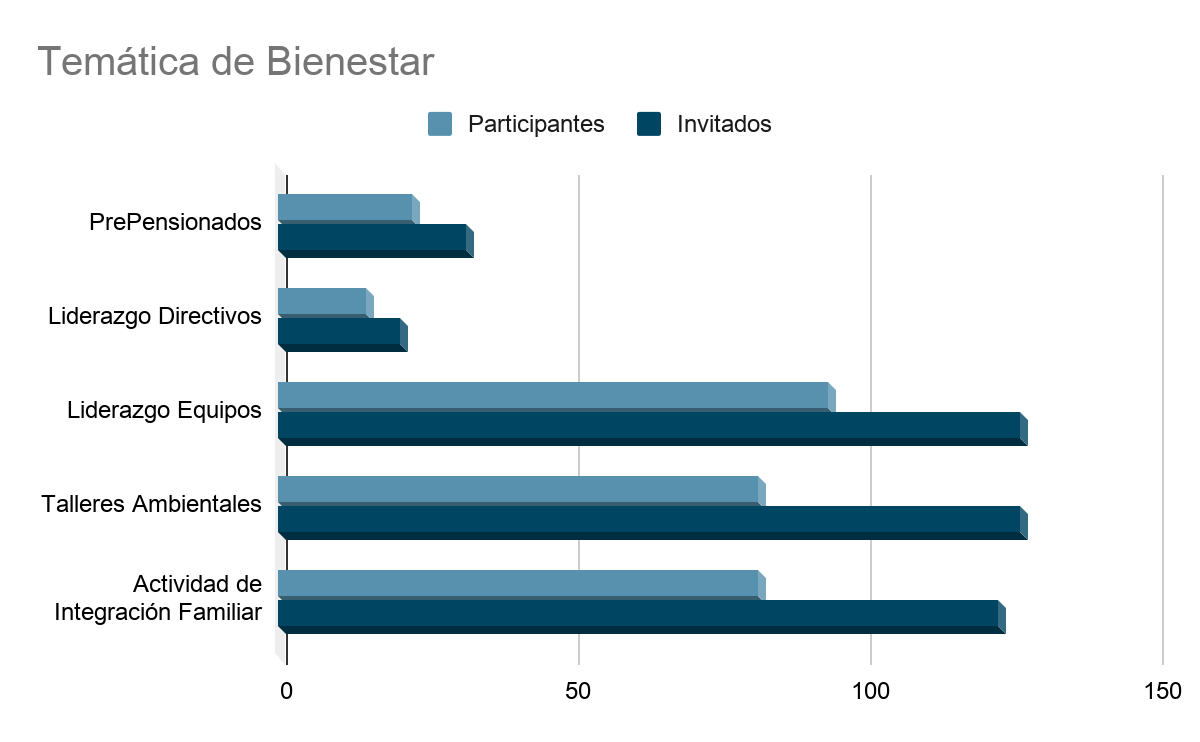 Temática de Bienestar
Participantes
Invitados
PrePensionados
Liderazgo Directivos
Liderazgo Equipos
Talleres Ambientales
Actividad de
Integración Familiar
0
50
100
150